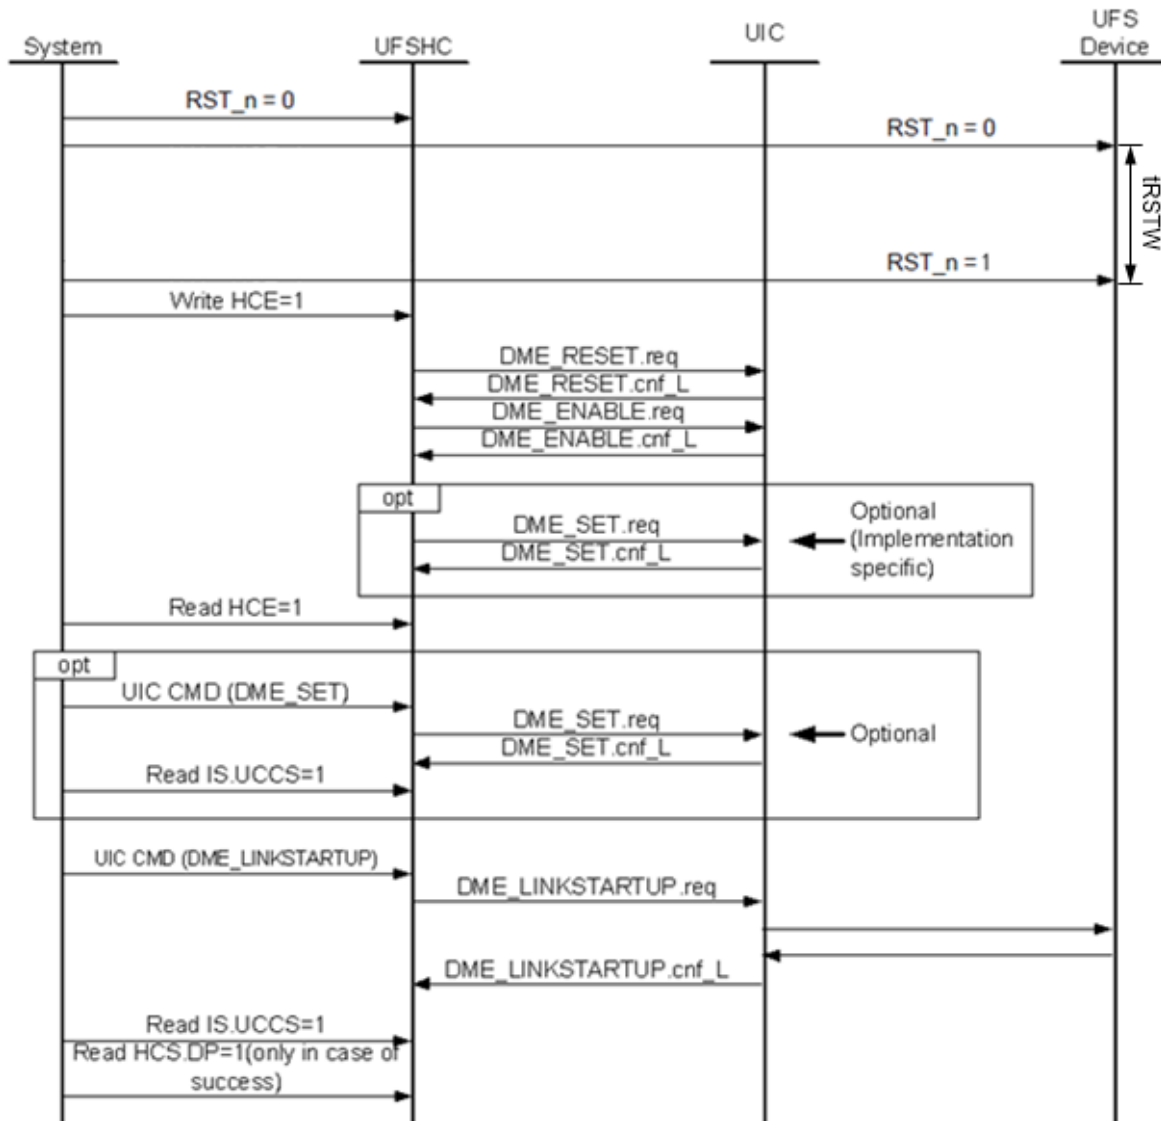 System
UFSHC
UIC
UFS
Device
RST_n = 0
RST_n = 0
tRSTW
RST_n = 1
Write HCE=1
DME_RESET.req
DME_RESET.cnf_L
DME_ENABLE.req
DME_ENABLE.cnf_L
opt
DME_SET.req
DME_SET.cnf_L
Optional
(Implementation
specific)
Read HCE=1
opt
UIC CMD (DME_SET)
DME_SET.req
DME_SET.cnf_L
Optional
Read IS.UCCS=1
UIC CMD (DME_LINKSTARTUP)
DME_LINKSTARTUP.req
DME_LINKSTARTUP.cnf_L
Read IS.UCCS=1
Read HCS.DP=1(only in case of
success)